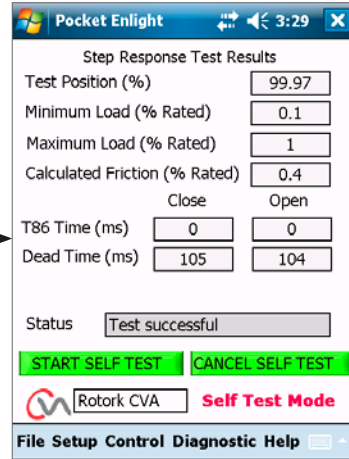 Pocket Enlight 3:29
Step Response Test Results
Test Position (%) 99.97
Minimum Load (% Rated) 0.1
Maximum Load (% Rated) 1
Calculated Friction (% Rated) 0.4
Close Open
T86 Time (ms) 0 0
Dead Time (ms) 105 104
Status Test successful
START SELF TEST CANCEL SELF TEST
Rotork CVA Self Test Mode
File Setup Control Diagnostic Help